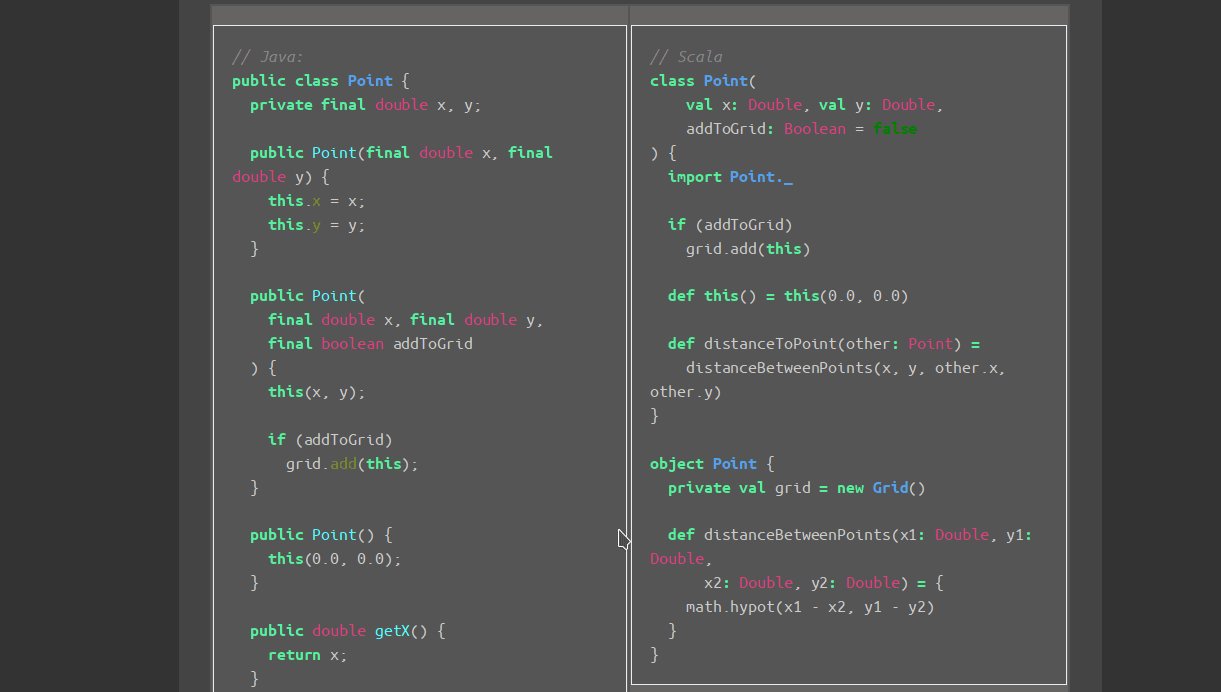 // Java:
public class Point {
  private final double x, y;

  public Point(final double x, final
double y) {
    this.x = x;
    this.y = y;
  }

  public Point(
    final double x, final double y,
    final boolean addToGrid
  ) {
    this(x, y);

    if (addToGrid)
      grid.add(this);
  }

  public Point() {
    this(0.0, 0.0);
  }

  public double getX() {
    return x;
  }
// Scala
class Point(
    val x: Double, val y: Double,
    addToGrid: Boolean = false
) {
  import Point._

  if (addToGrid)
    grid.add(this)

  def this() = this(0.0, 0.0)

  def distanceToPoint(other: Point) =
    distanceBetweenPoints(x, y, other.x,
other.y)
}

object Point {
  private val grid = new Grid()

  def distanceBetweenPoints(x1: Double, y1:
Double,
      x2: Double, y2: Double) = {
    math.hypot(x1 - x2, y1 - y2)
  }
}